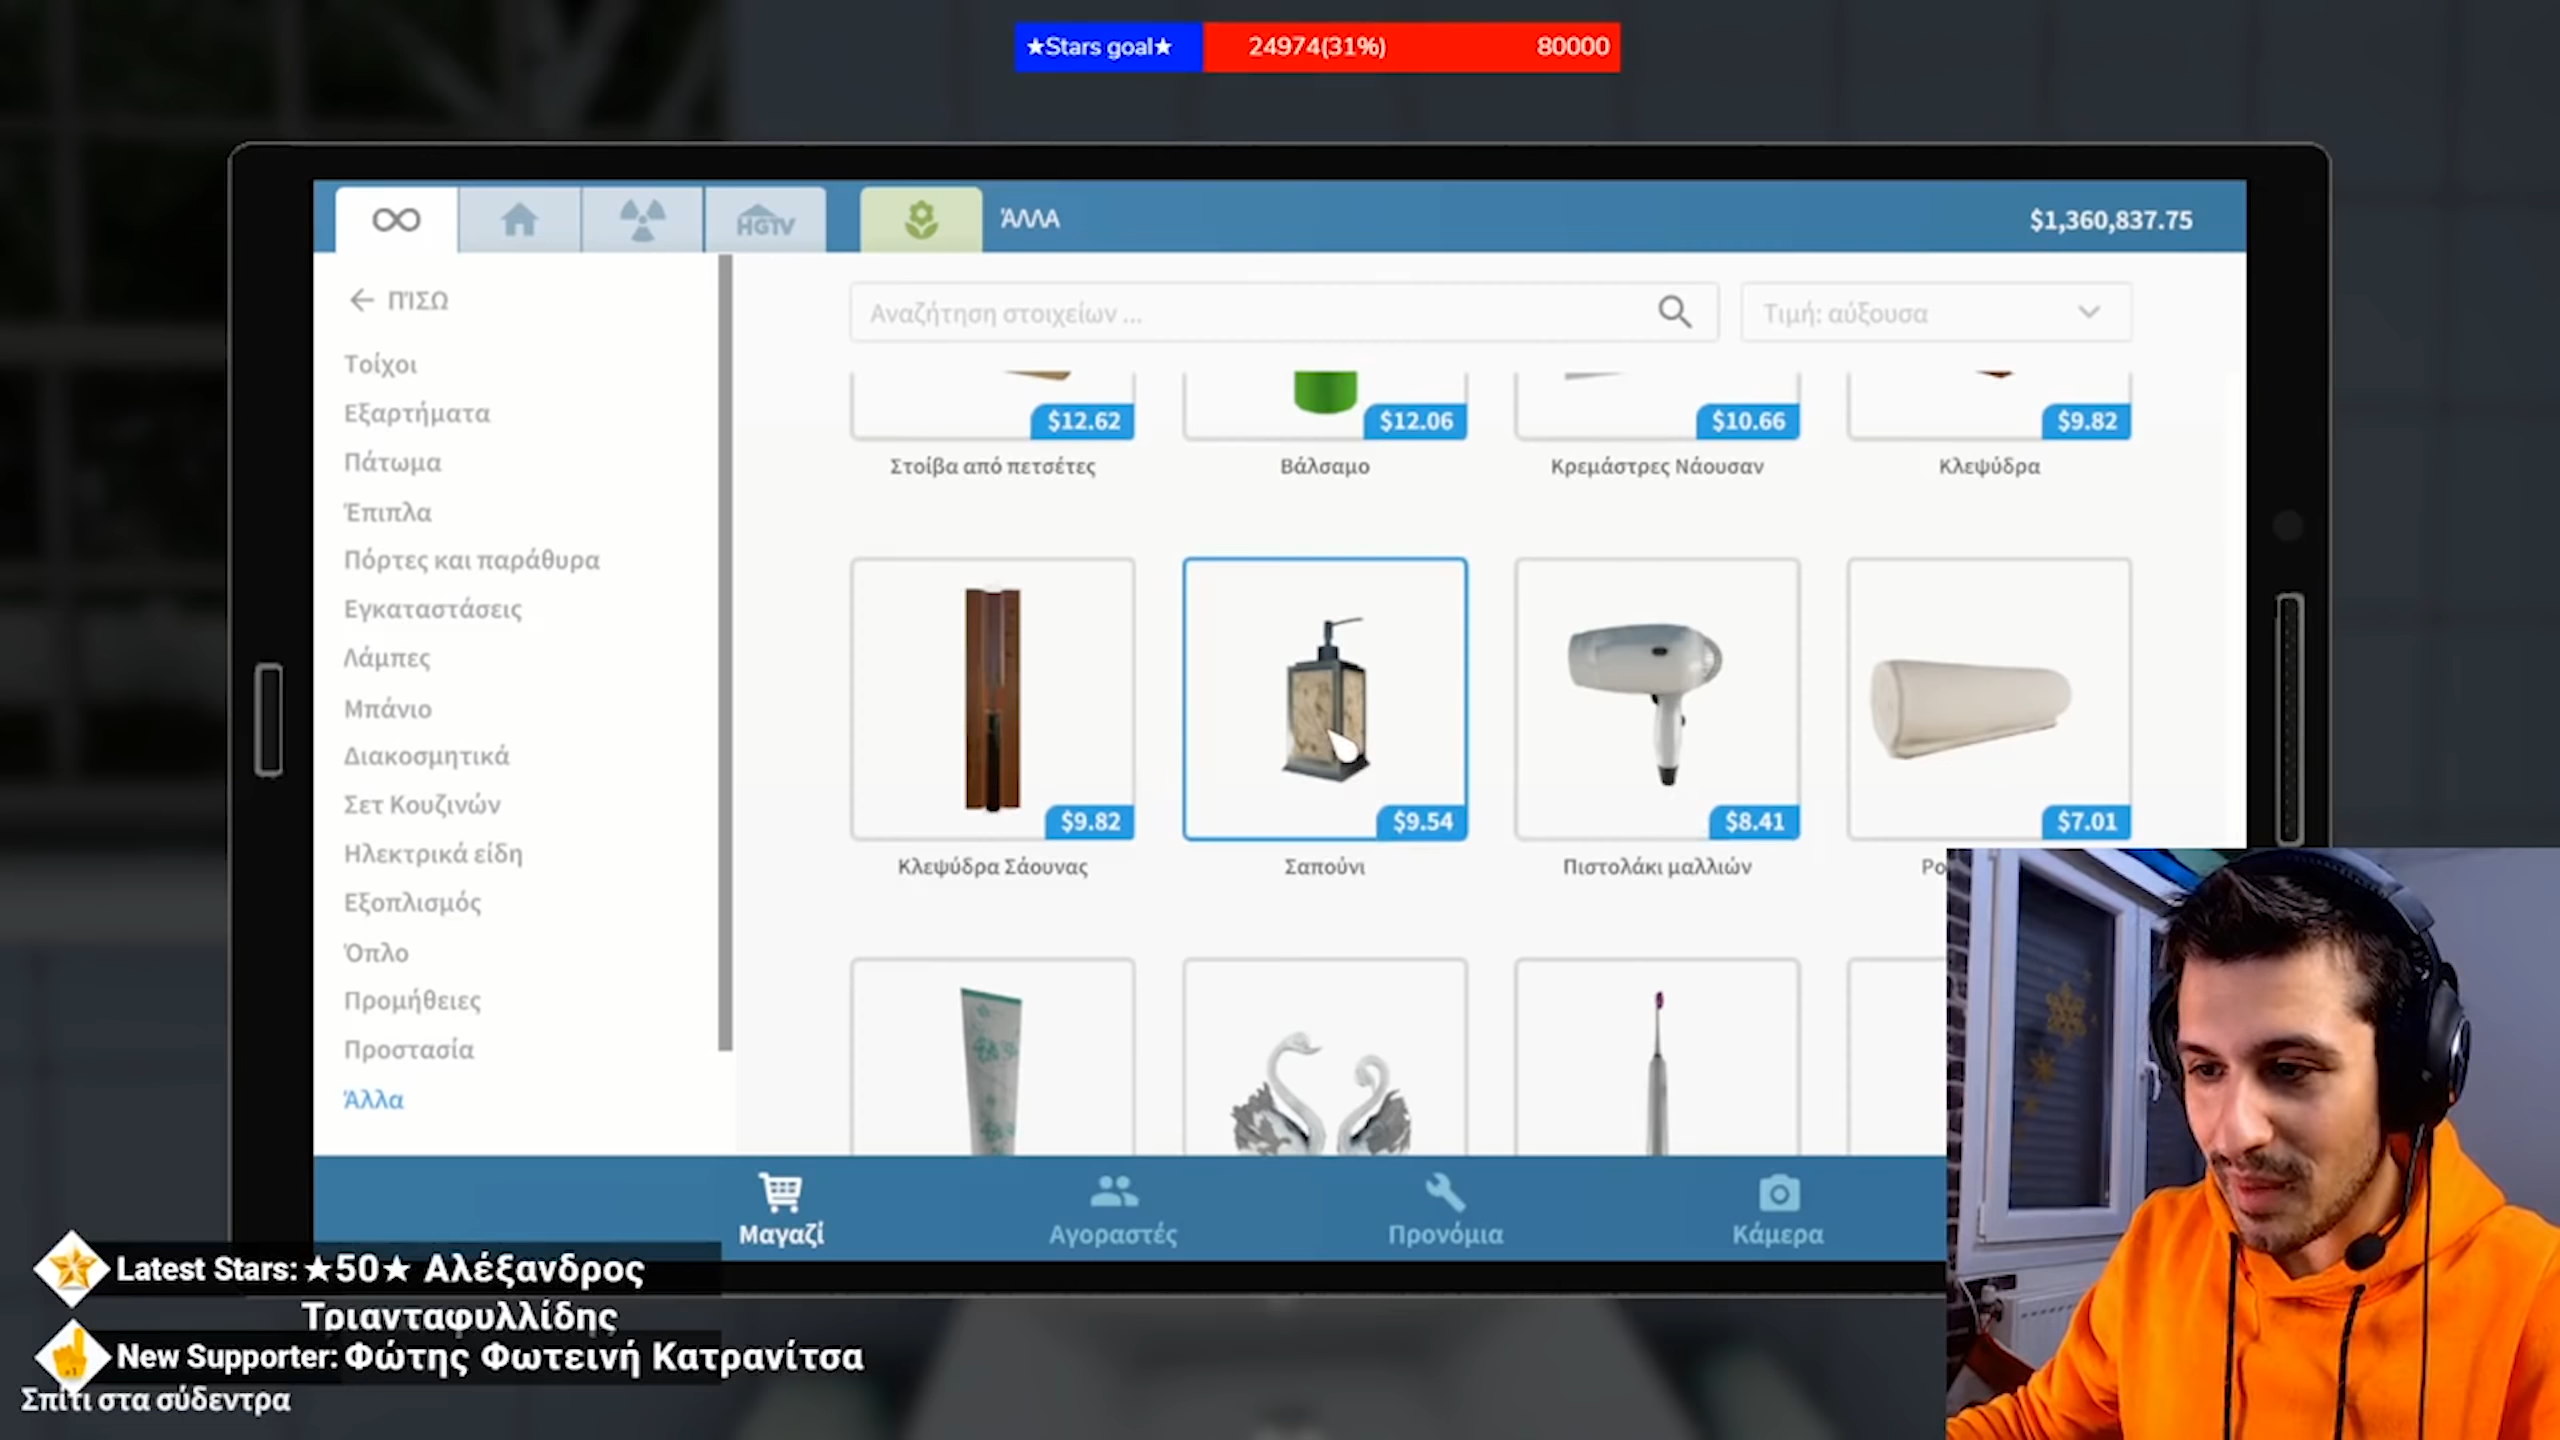 ★Stars goal★ 24974(31%) 80000
HGTV
ΆΛΛΑ
$1,360,837.75
ΠΊΣΩ
Τοίχοι
Εξαρτήματα
Πάτωμα
Έπιπλα
Πόρτες και παράθυρα
Εγκαταστάσεις
Λάμπες
Μπάνιο
Διακοσμητικά
Σετ Κουζινών
Ηλεκτρικά είδη
Εξοπλισμός
Όπλο
Προμήθειες
Προστασία
Άλλα
Αναζήτηση στοιχείων ...
Τιμή: αύξουσα
$12.62 $12.06 $10.66 $9.82
Στοίβα από πετσέτες Βάλσαμο Κρεμάστρες Νάουσαν Κλεψύδρα
$9.82 $9.54 $8.41 $7.01
Κλεψύδρα Σάουνας Σαπούνι Πιστολάκι μαλλιών
Μαγαζί Αγοραστές Προνόμια Κάμερα
Latest Stars: ★50★ Αλέξανδρος
Τριανταφυλλίδης
New Supporter: Φώτης Φωτεινή Κατρανίτσα
Σπίτι στα σύδεντρα